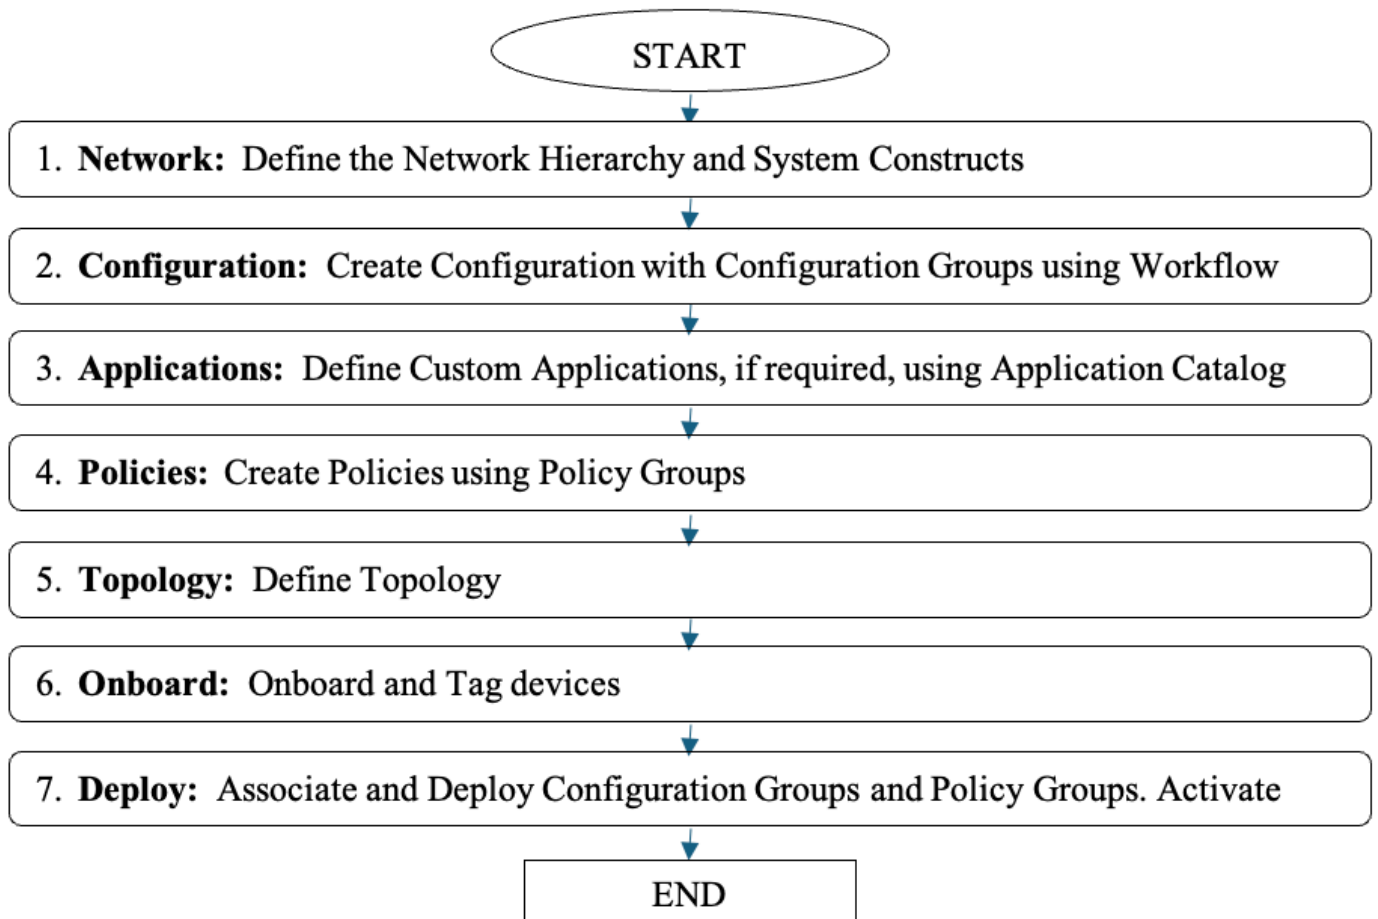 START
1. Network: Define the Network Hierarchy and System Constructs
2. Configuration: Create Configuration with Configuration Groups using Workflow
3. Applications: Define Custom Applications, if required, using Application Catalog
4. Policies: Create Policies using Policy Groups
5. Topology: Define Topology
6. Onboard: Onboard and Tag devices
7. Deploy: Associate and Deploy Configuration Groups and Policy Groups. Activate
END